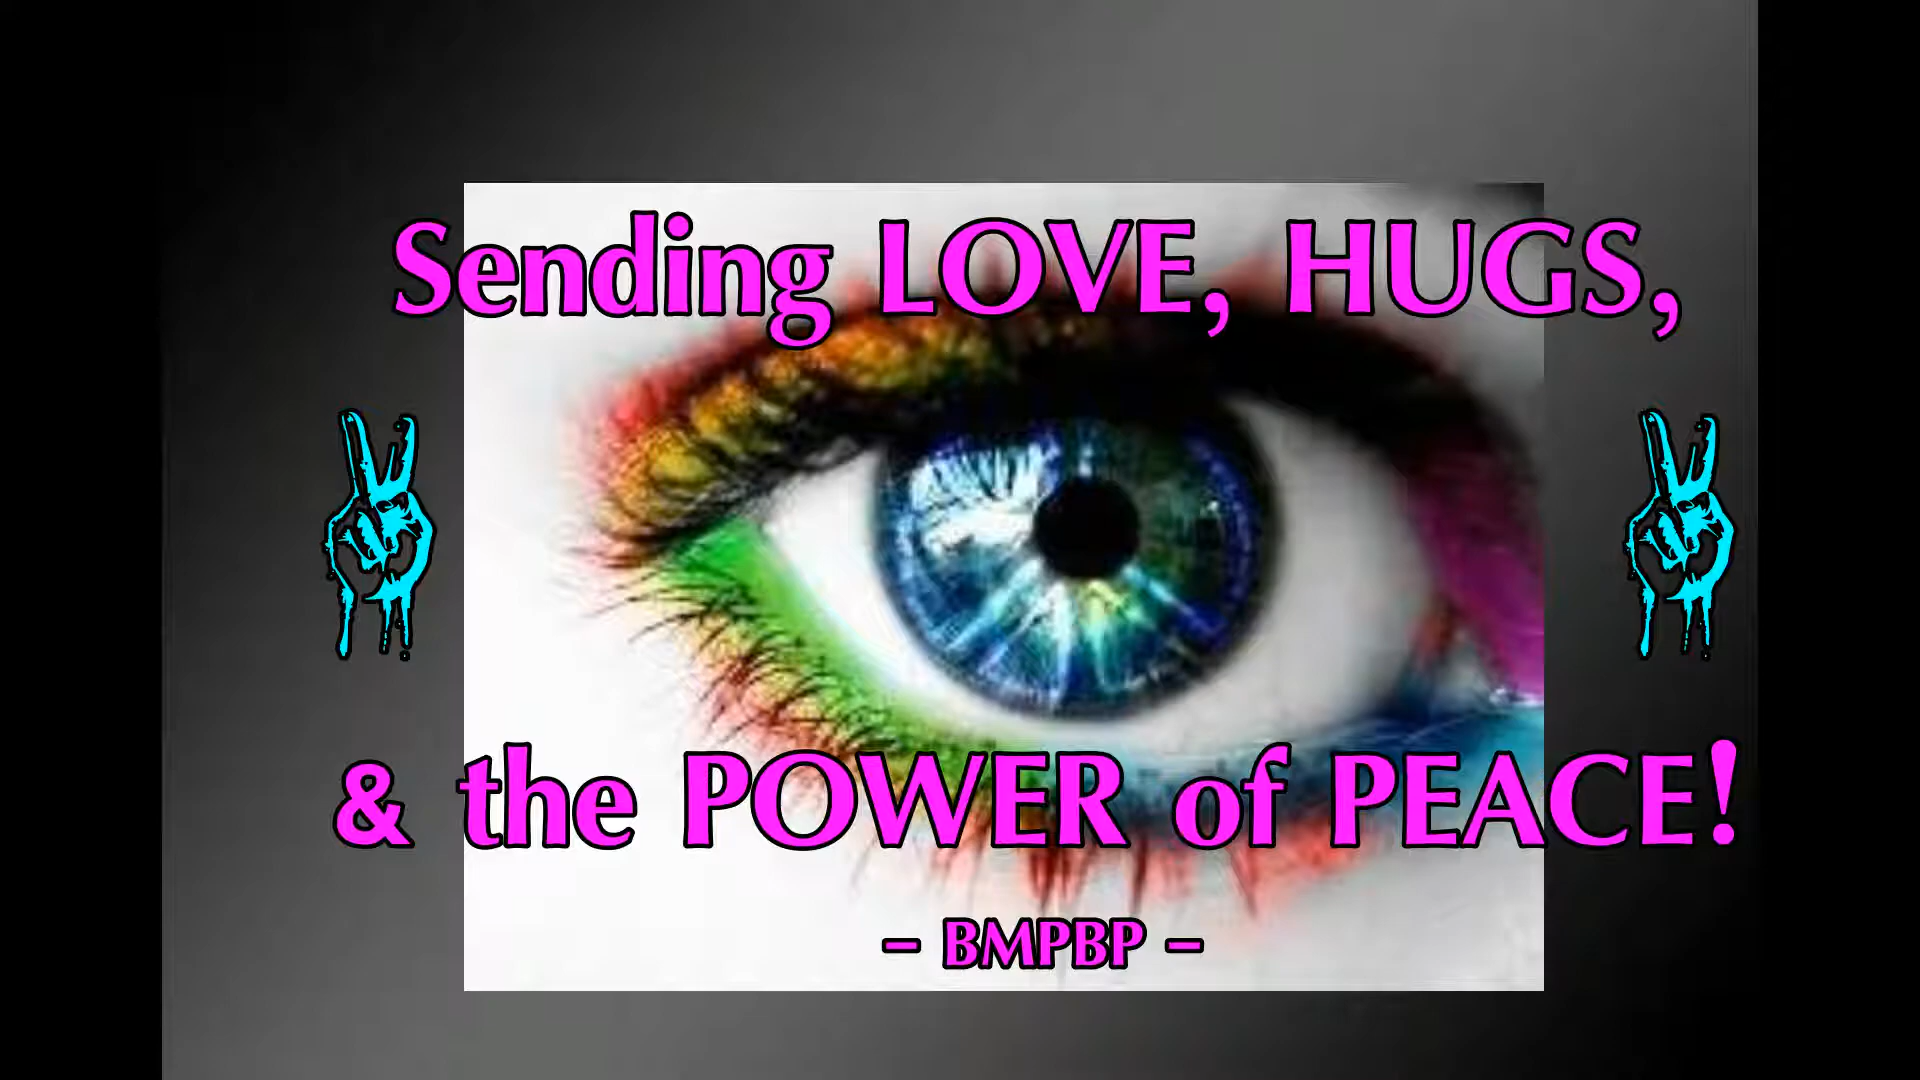 Sending LOVE, HUGS,
& the POWER of PEACE!
– BMPBP –